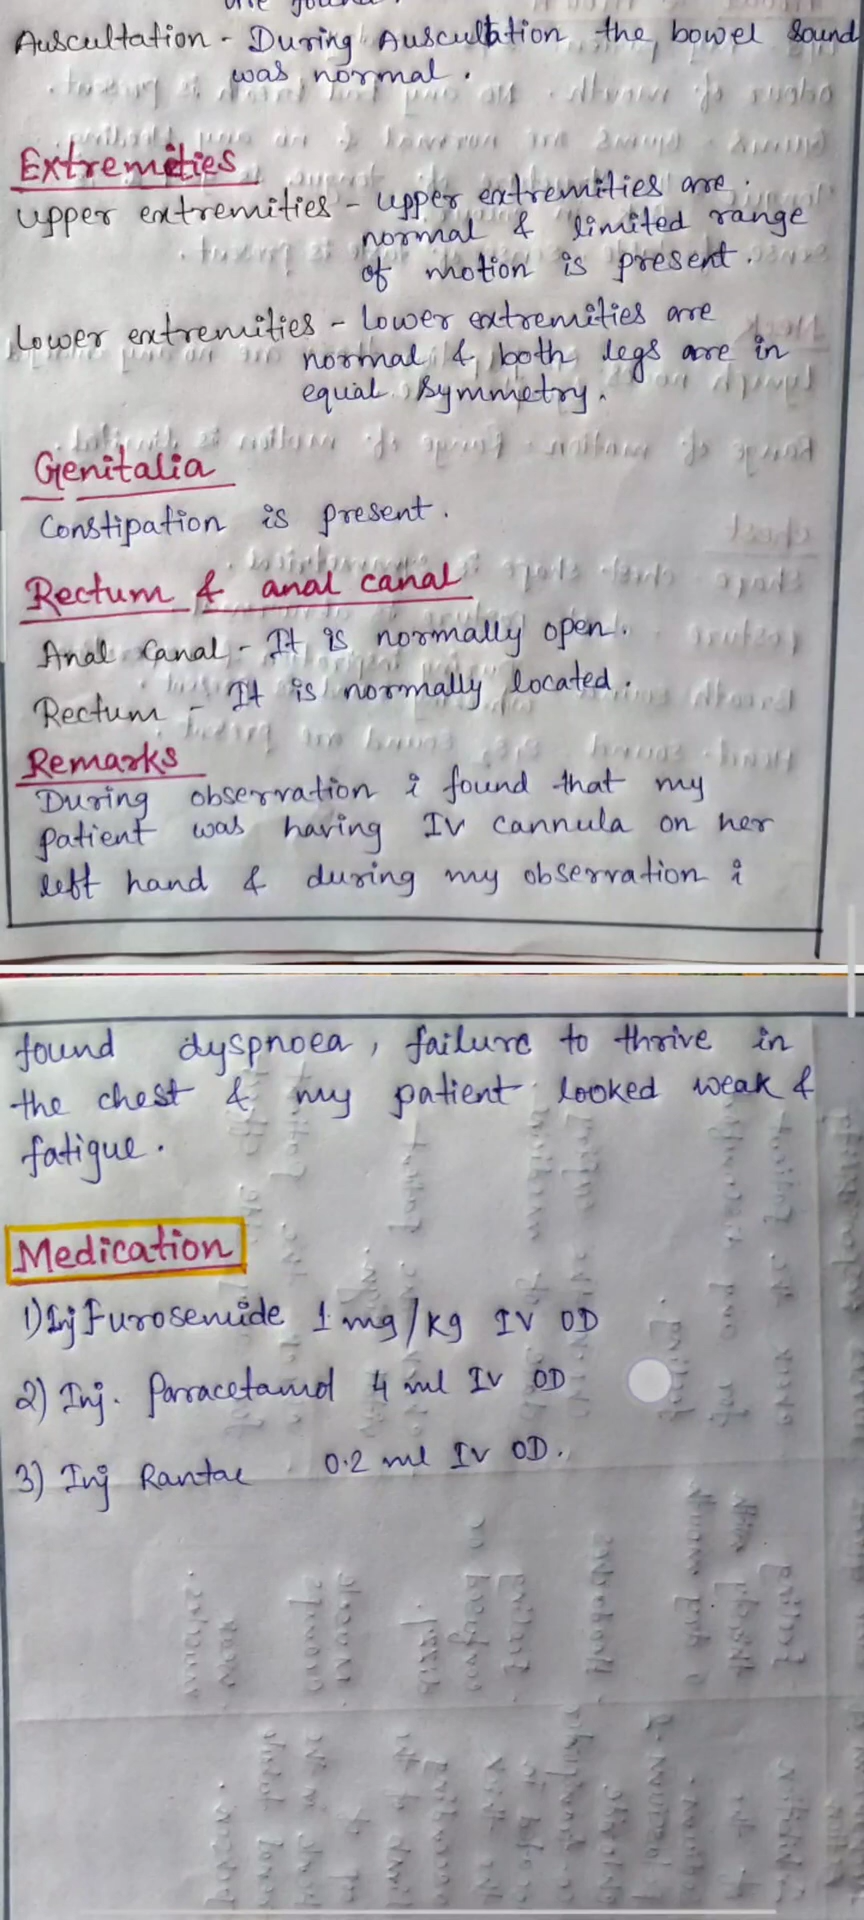 Auscultation - During Auscultation the bowel sound
was normal.
Extremities
upper extremities - upper extremities are
normal & limited range
of motion is present.
Lower extremities - Lower extremities are
normal & both legs are in
equal symmetry.
Genitalia
Constipation is present.
Rectum & anal canal
Anal Canal - It is normally open.
Rectum - It is normally located.
Remarks
During observation i found that my
patient was having IV cannula on her
left hand & during my observation i
found dyspnoea, failure to thrive in
the chest & my patient looked weak &
fatigue.
Medication
1) Inj Furosemide 1 mg/kg IV OD
2) Inj. Paracetamol 4 ml IV OD
3) Inj Rantac 0.2 ml IV OD.